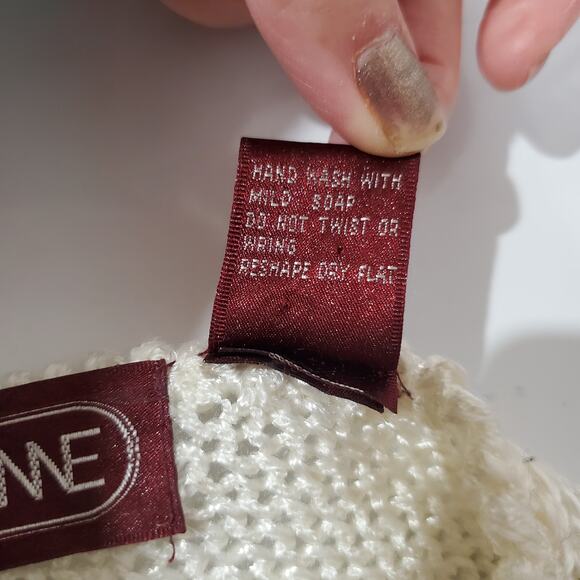 HAND WASH WITH
MILD SOAP
DO NOT TWIST OR
WRING
RESHAPE DRY FLAT